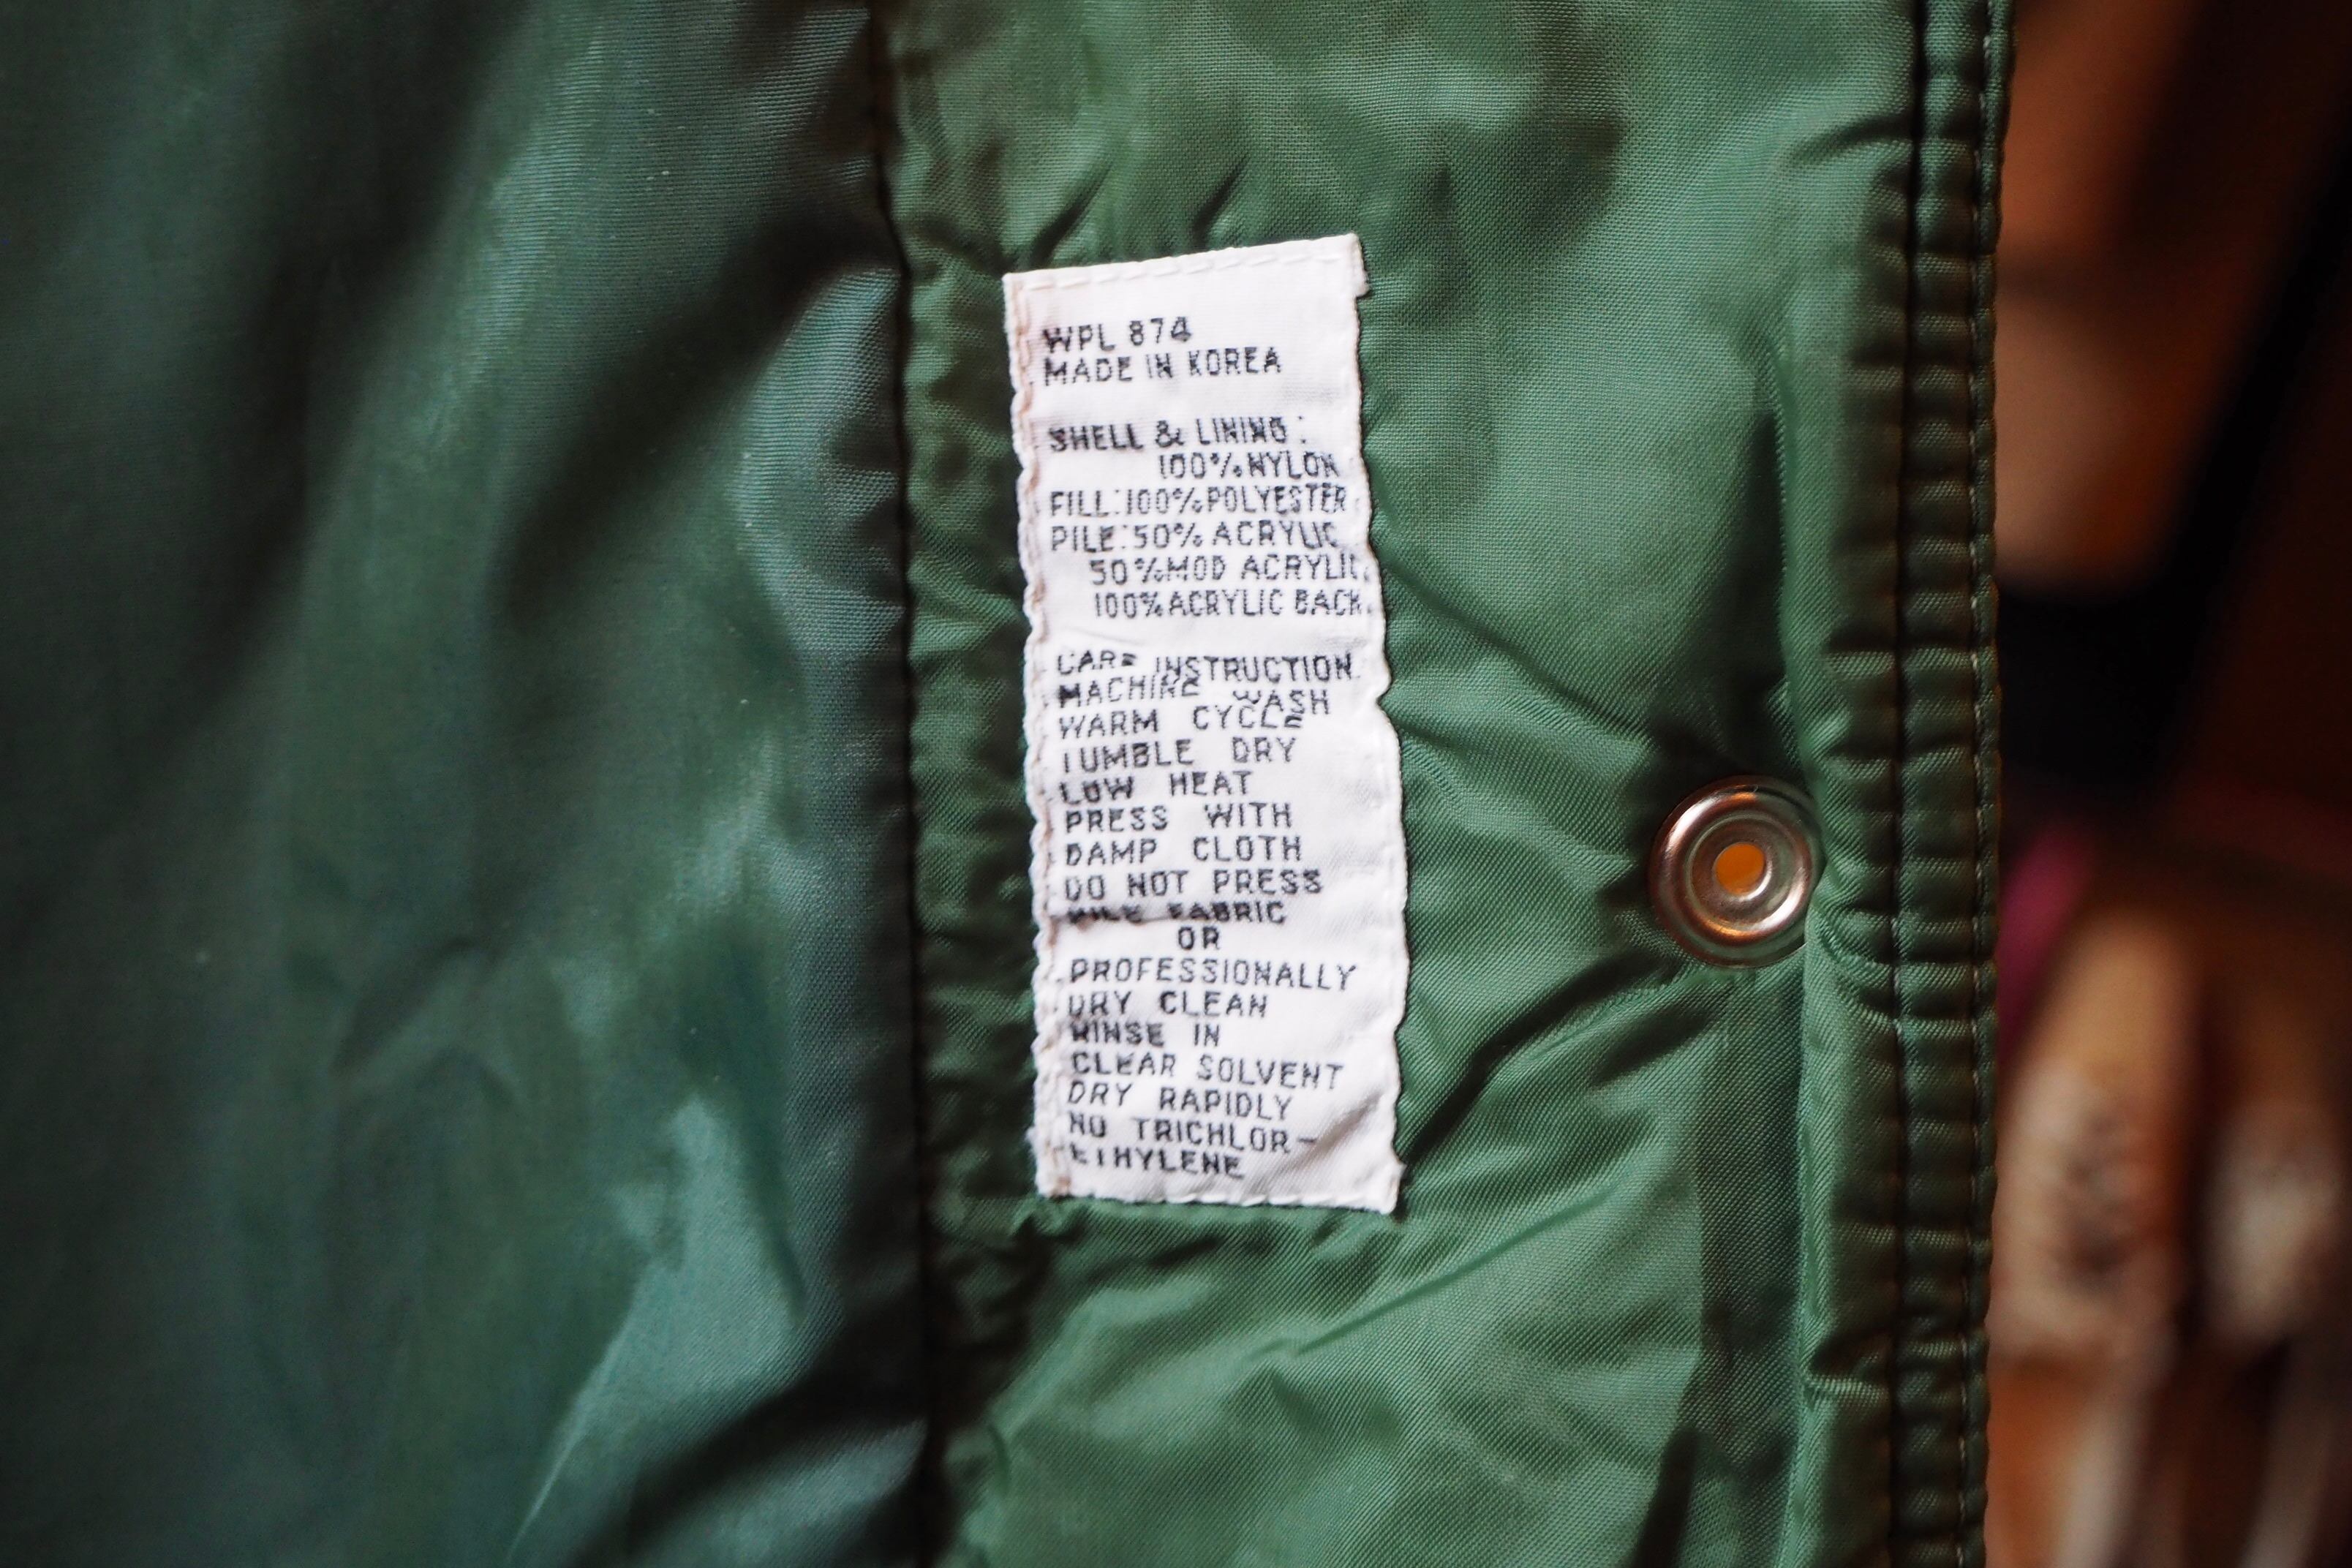 WPL 874
MADE IN KOREA
SHELL & LINING:
100% NYLON
FILL: 100% POLYESTER
PILE: 50% ACRYLIC
50% MOD ACRYLIC
100% ACRYLIC BACK
CARE INSTRUCTION
MACHINE WASH
WARM CYCLE
TUMBLE DRY
LOW HEAT
PRESS WITH
DAMP CLOTH
DO NOT PRESS
PILE FABRIC
OR
PROFESSIONALLY
DRY CLEAN
RINSE IN
CLEAR SOLVENT
DRY RAPIDLY
NO TRICHLOR-
ETHYLENE